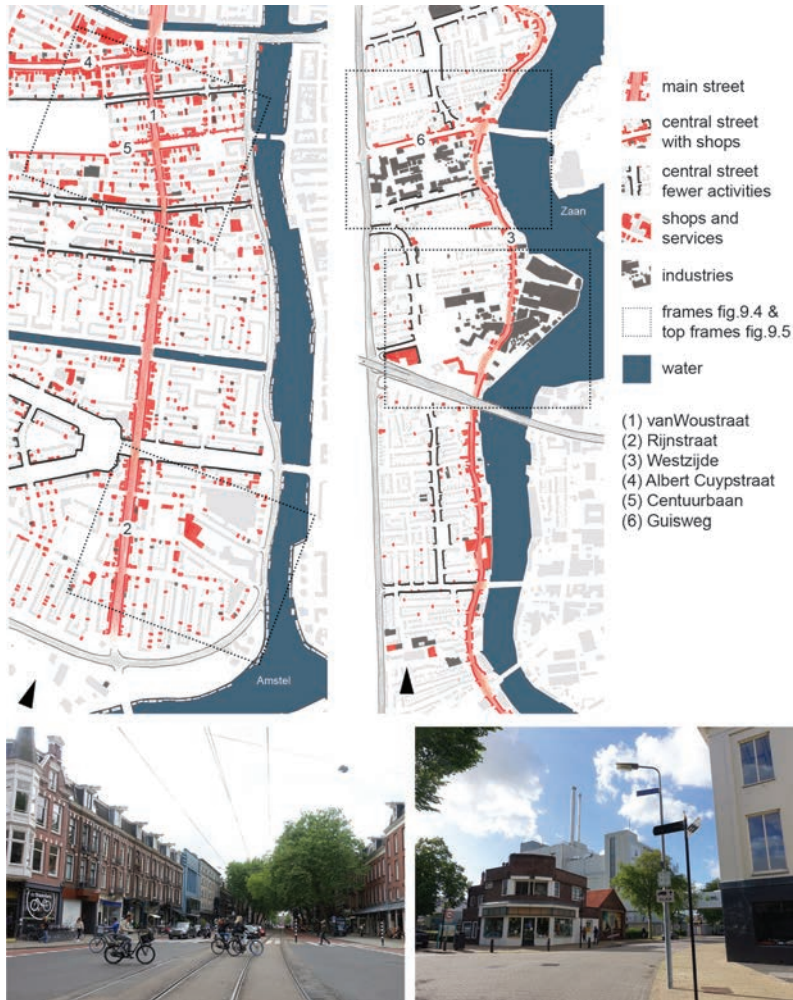 4
1
5
2
Amstel
6
3
Zaan
main street
central street
with shops
central street
fewer activities
shops and
services
industries
frames fig.9.4 &
top frames fig.9.5
water
(1) vanWoustraat
(2) Rijnstraat
(3) Westzijde
(4) Albert Cuypstraat
(5) Centuurbaan
(6) Guisweg